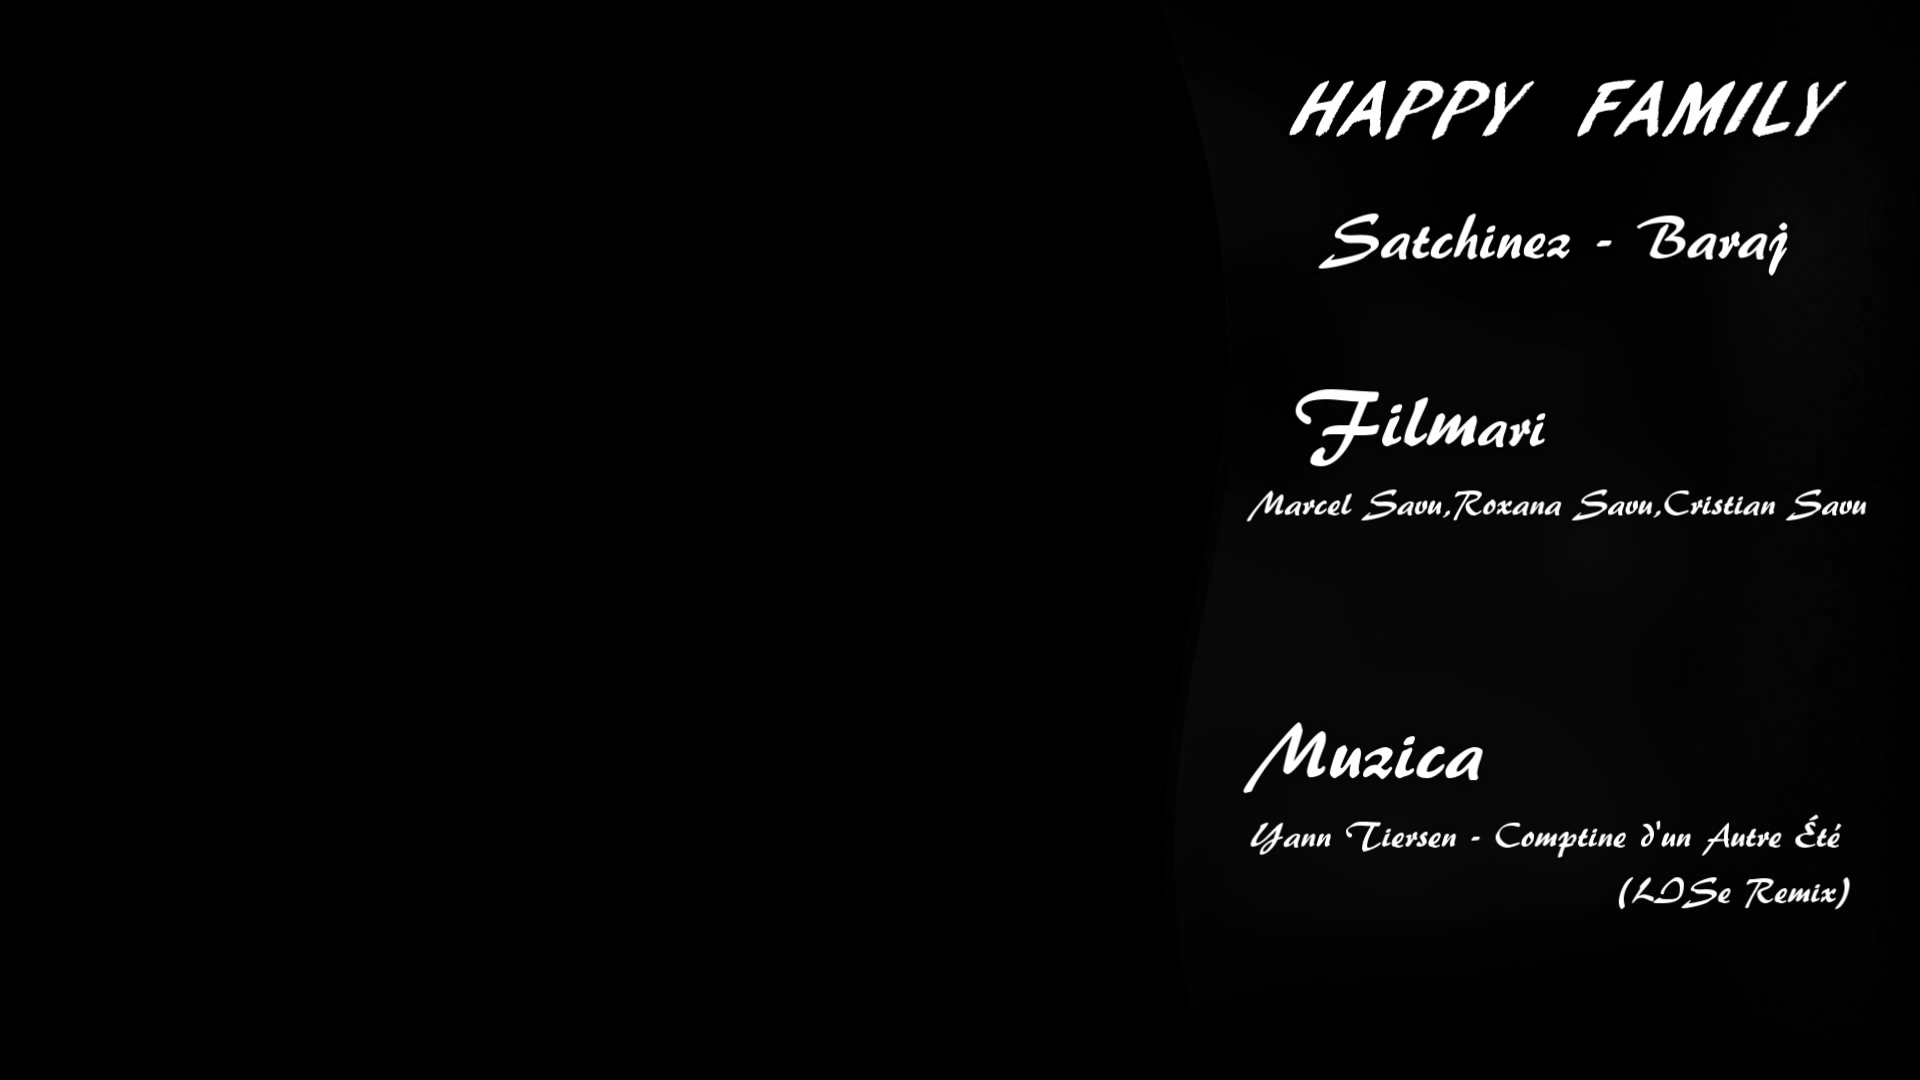 HAPPY FAMILY
Satchinez - Baraj
Filmari
Marcel Savu,Roxana Savu,Cristian Savu
Muzica
Yann Tiersen - Comptine d'un Autre Été
(LISe Remix)